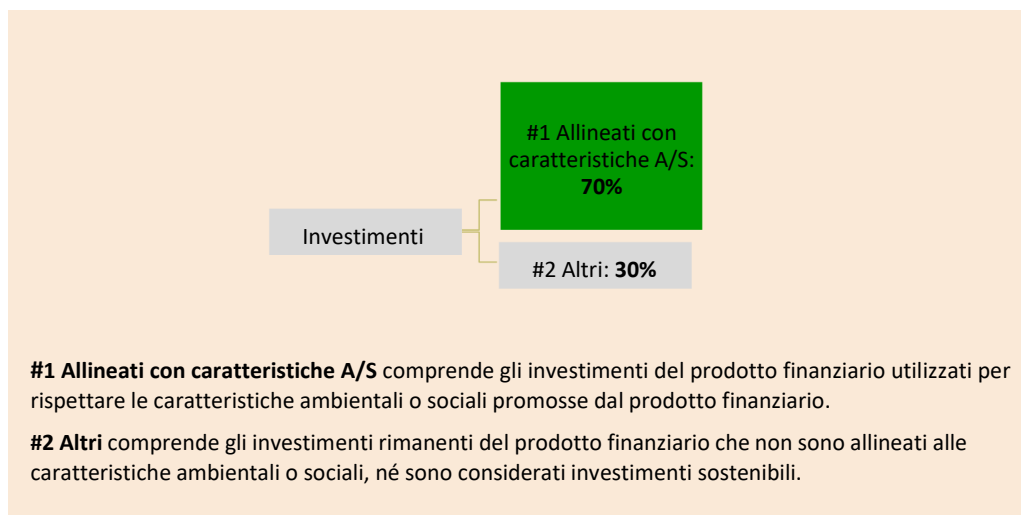 #1 Allineati con
caratteristiche A/S:
70%
Investimenti
#2 Altri: 30%
#1 Allineati con caratteristiche A/S comprende gli investimenti del prodotto finanziario utilizzati per
rispettare le caratteristiche ambientali o sociali promosse dal prodotto finanziario.
#2 Altri comprende gli investimenti rimanenti del prodotto finanziario che non sono allineati alle
caratteristiche ambientali o sociali, né sono considerati investimenti sostenibili.